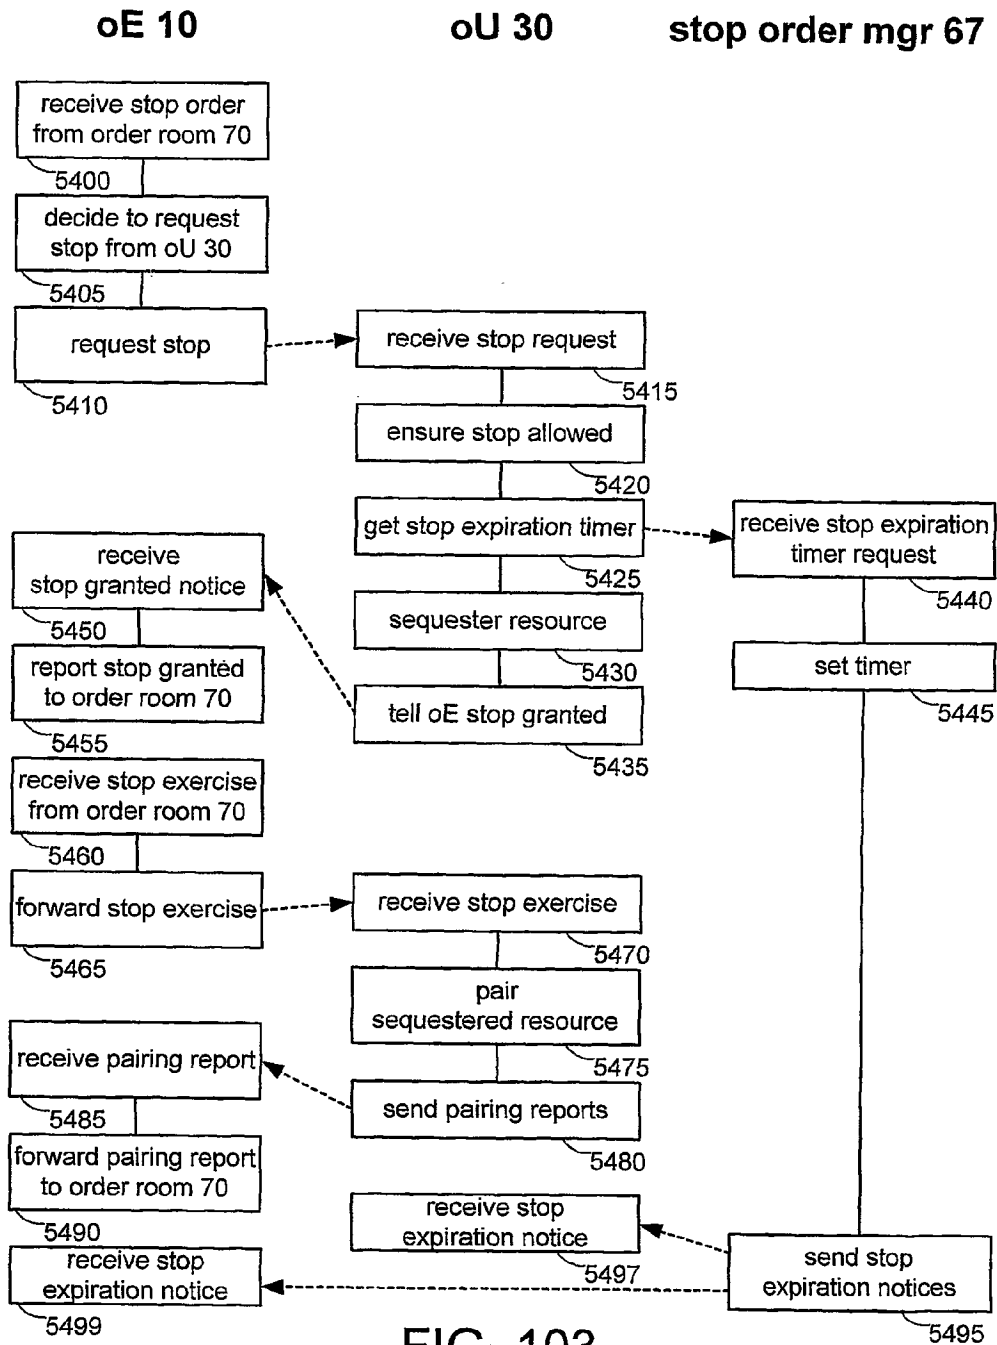 oE 10
oU 30
stop order mgr 67
receive stop order
from order room 70
5400
decide to request
stop from oU 30
5405
request stop
5410
receive stop request
5415
ensure stop allowed
5420
get stop expiration timer
5425
receive stop expiration
timer request
5440
sequester resource
5430
set timer
5445
tell oE stop granted
5435
receive
stop granted notice
5450
report stop granted
to order room 70
5455
receive stop exercise
from order room 70
5460
forward stop exercise
5465
receive stop exercise
5470
pair
sequestered resource
5475
send pairing reports
5480
receive pairing report
5485
forward pairing report
to order room 70
5490
send stop
expiration notices
5495
receive stop
expiration notice
5497
receive stop
expiration notice
5499
FIG. 103